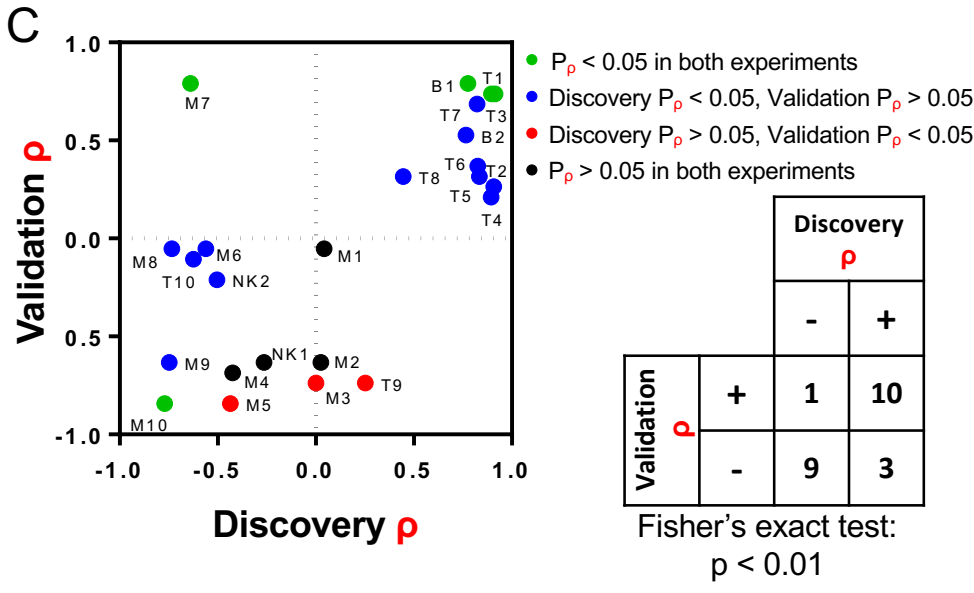 C
1.0
0.5
0.0
0.5
-1.0
-1.0
-0.5
0.0
0.5
1.0
Validation ρ
Discovery ρ
M7
B1
T1
T7
T3
B2
T6
T2
T8
T5
T4
M8
M6
M1
T10
NK2
M9
NK1
M2
M4
M3
T9
M5
M10
Pρ < 0.05 in both experiments
Discovery Pρ < 0.05, Validation Pρ > 0.05
Discovery Pρ > 0.05, Validation Pρ < 0.05
Pρ > 0.05 in both experiments
Discovery
ρ
- +
Validation ρ
+ 1 10
- 9 3
Fisher’s exact test:
p < 0.01